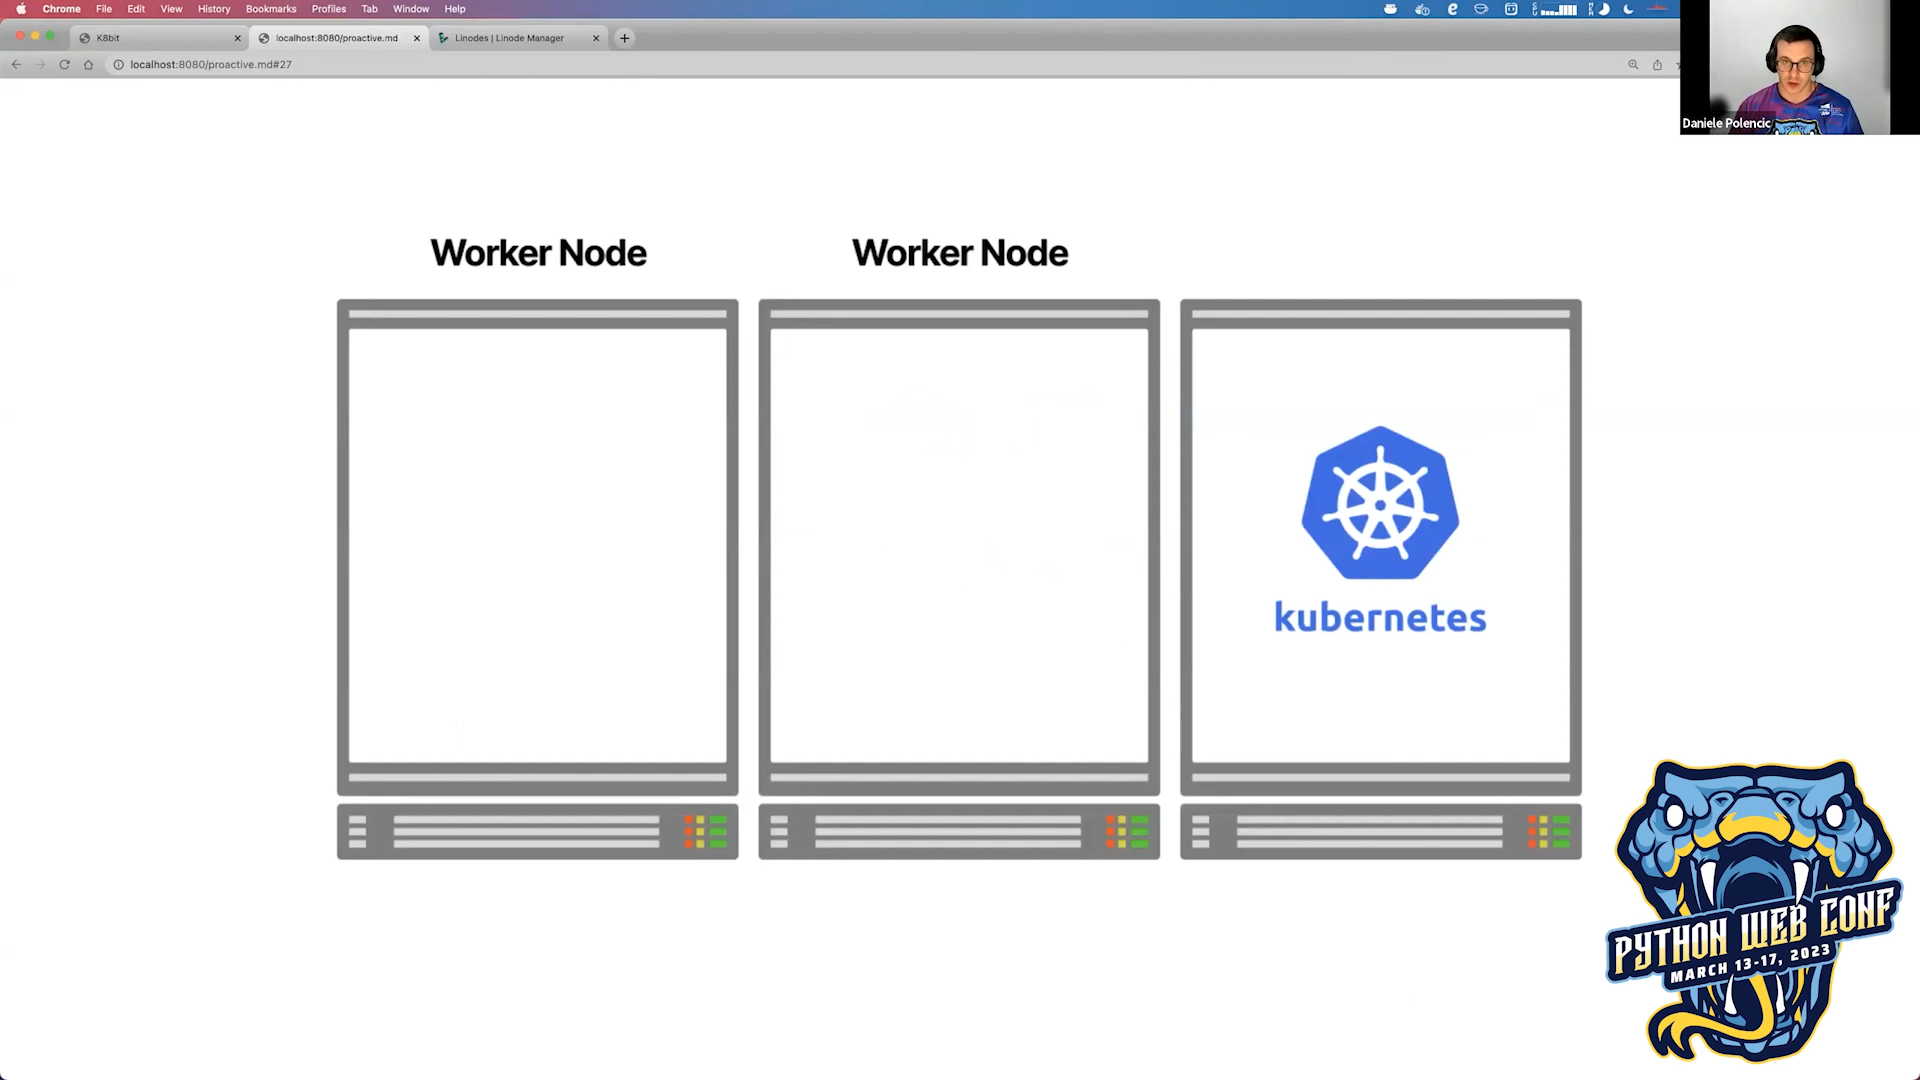 Chrome File Edit View History Bookmarks Profiles Tab Window Help
K8bit
localhost:8080/proactive.md
Linodes | Linode Manager
localhost:8080/proactive.md#27
Daniele Polencic
Worker Node
Worker Node
kubernetes
PYTHON WEB CONF
MARCH 13-17, 2023